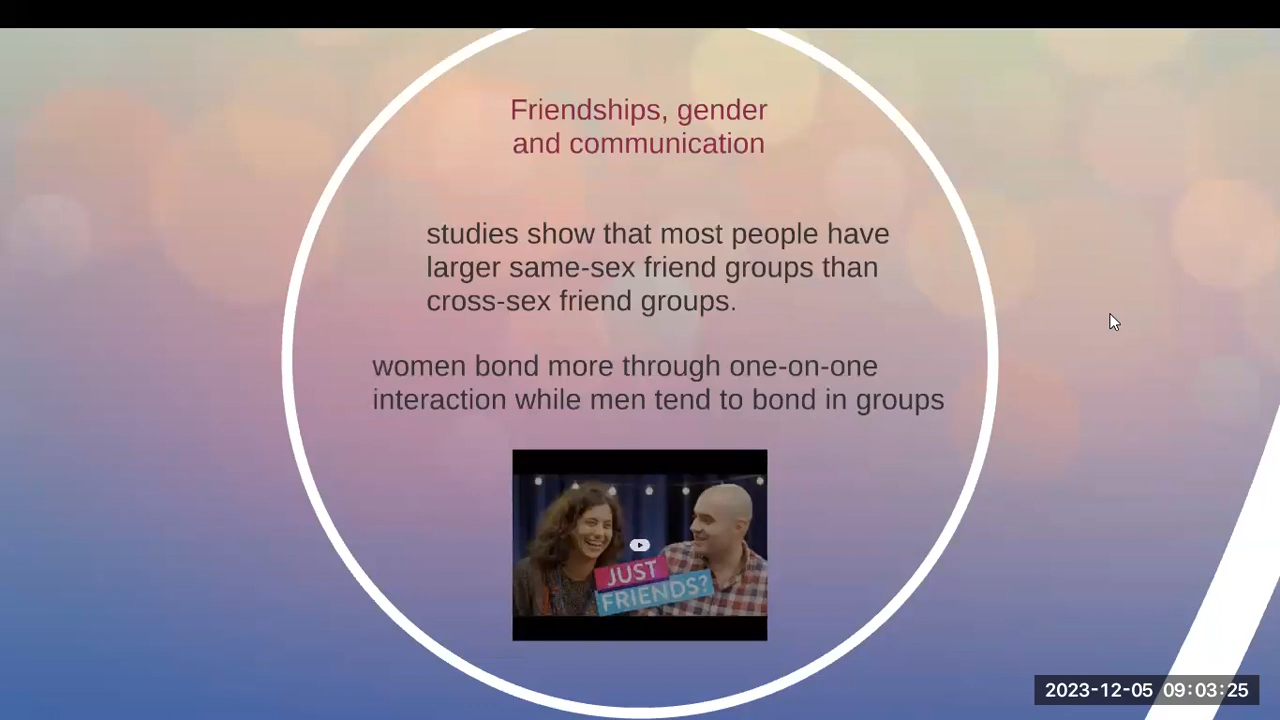 Friendships, gender
and communication
studies show that most people have
larger same-sex friend groups than
cross-sex friend groups.
women bond more through one-on-one
interaction while men tend to bond in groups
JUST
FRIENDS?
2023-12-05 09:03:25